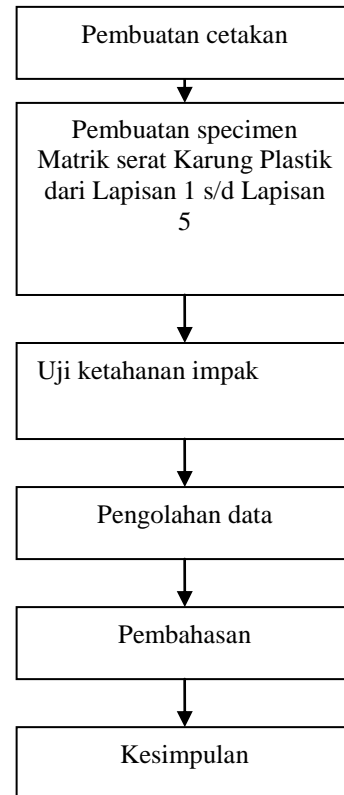 Pembuatan cetakan
Pembuatan specimen
Matrik serat Karung Plastik
dari Lapisan 1 s/d Lapisan
5
Uji ketahanan impak
Pengolahan data
Pembahasan
Kesimpulan